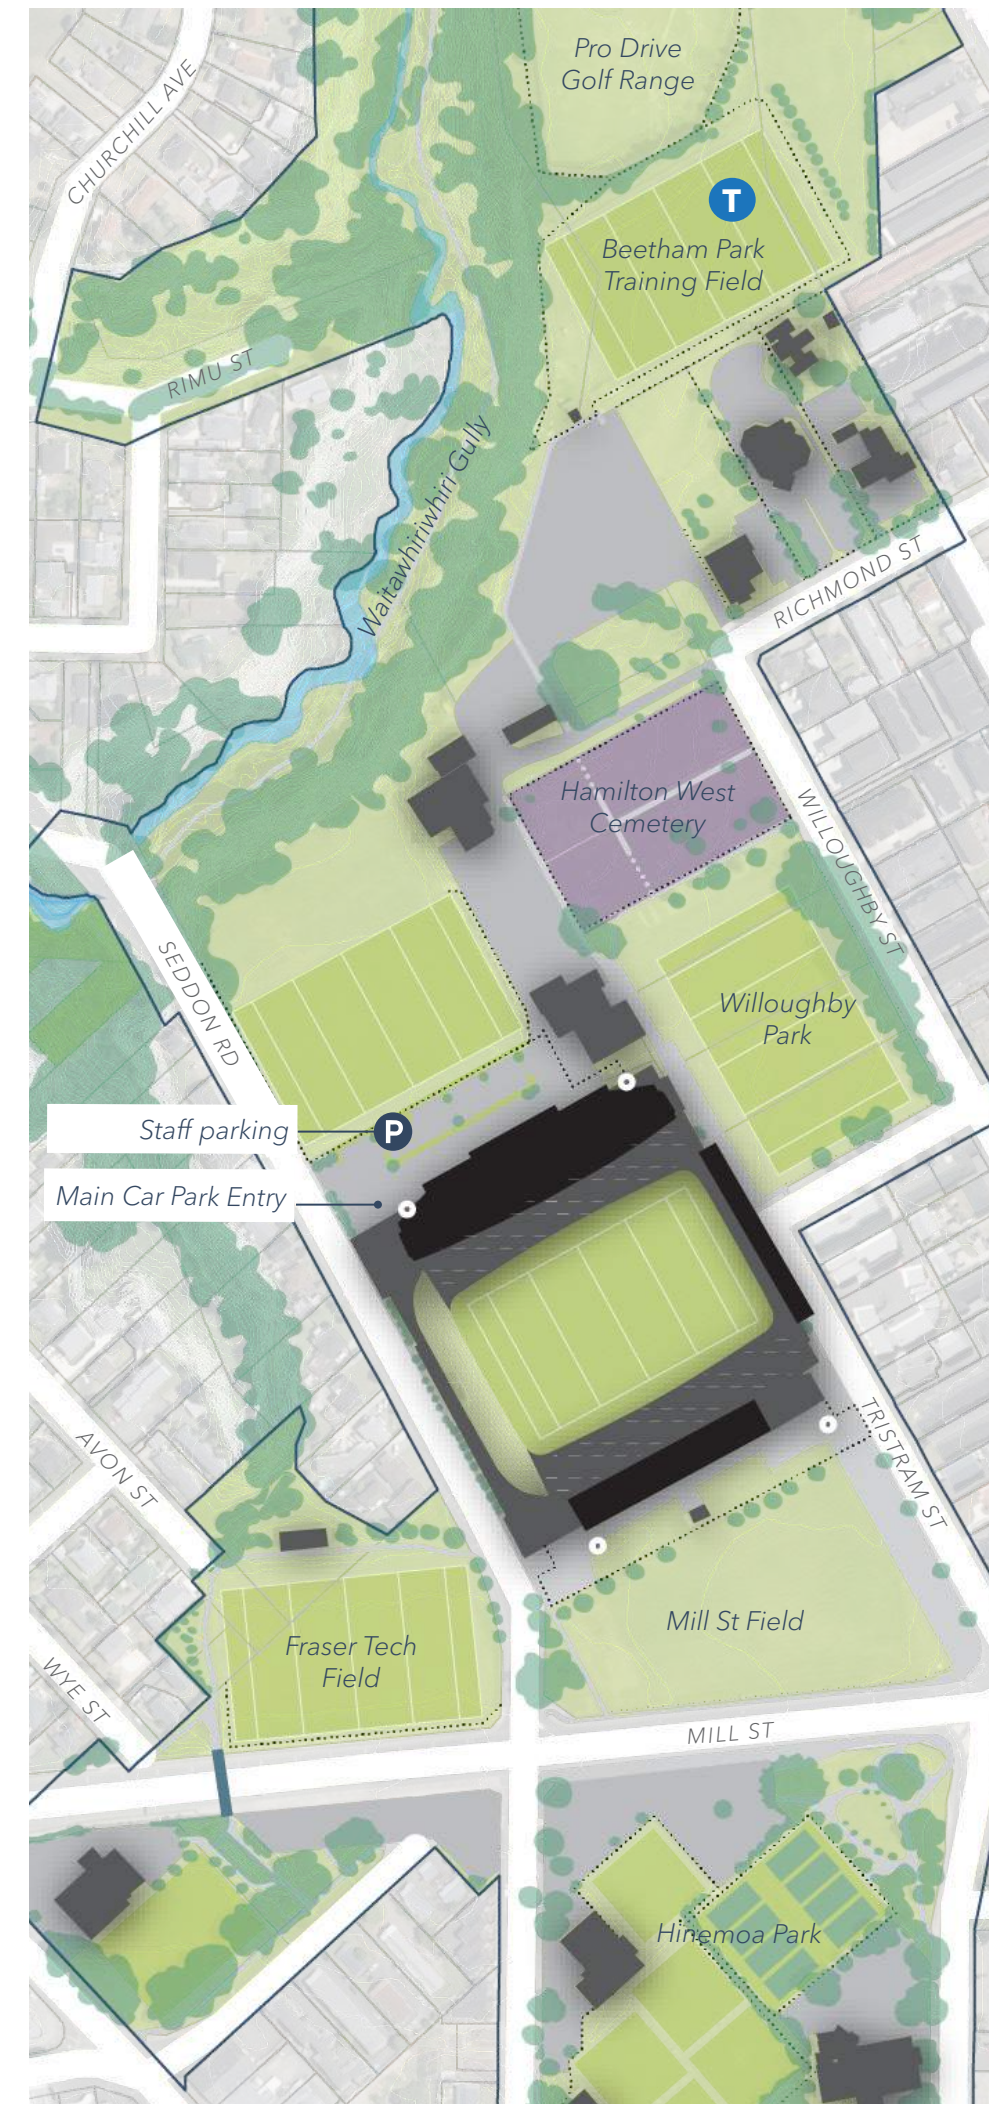 Pro Drive
Golf Range
CHURCHILL AVE
T
Beetham Park
Training Field
RIMU ST
Waitawhiriwhiri Gully
RICHMOND ST
Hamilton West
Cemetery
WILLOUGHBY ST
SEDDON RD
Willoughby
Park
Staff parking
P
Main Car Park Entry
AVON ST
TRISTRAM ST
Mill St Field
Fraser Tech
Field
WYE ST
MILL ST
Hinemoa Park